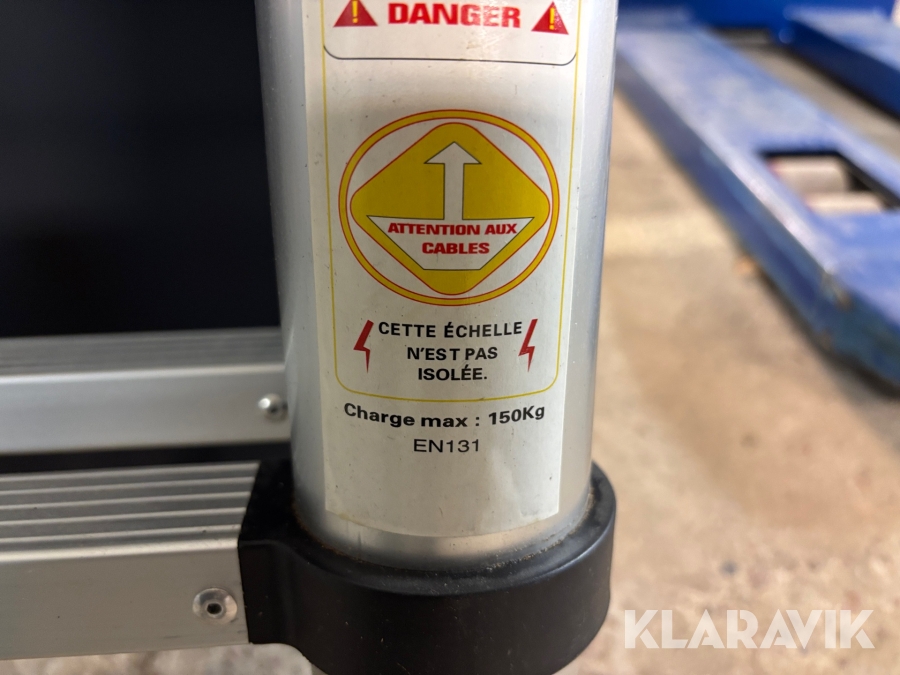 DANGER
ATTENTION AUX
CABLES
CETTE ÉCHELLE
N'EST PAS
ISOLÉE.
Charge max : 150Kg
EN131
KLARAVIK